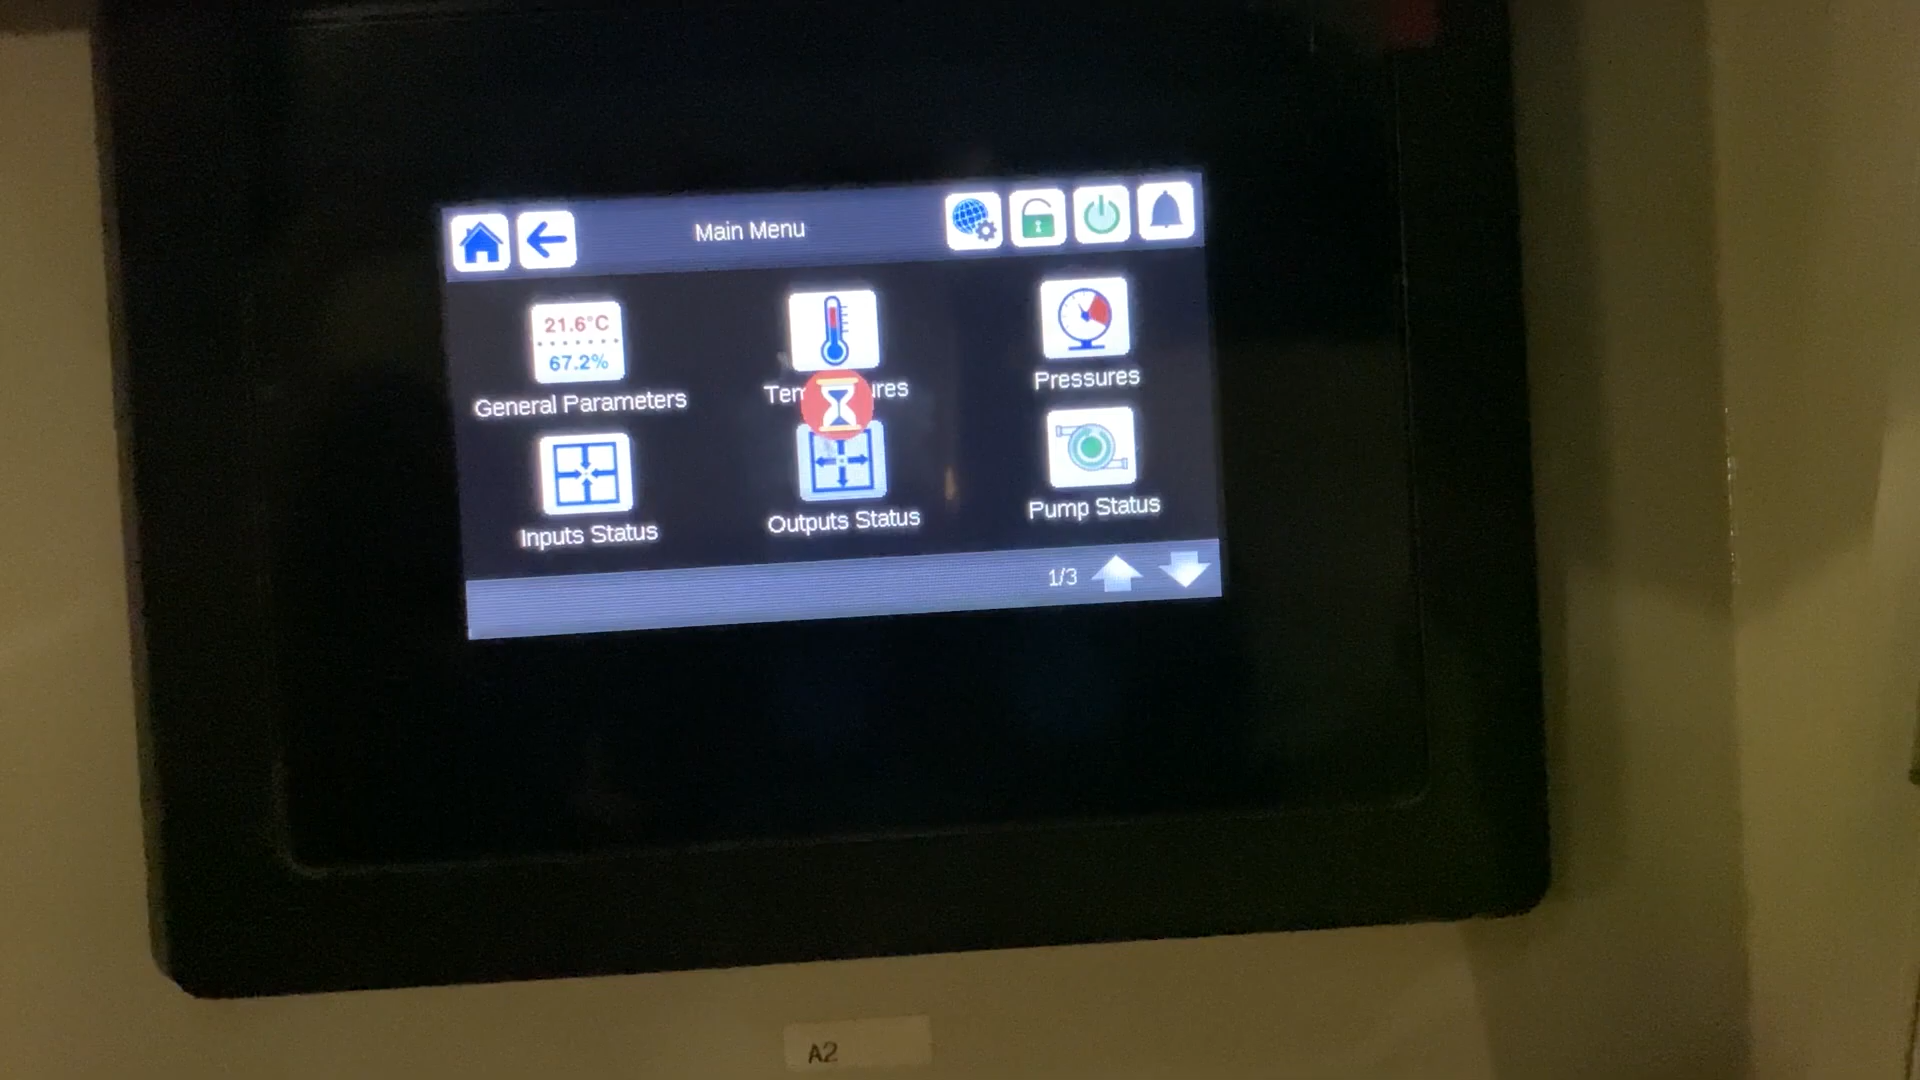 Main Menu
21.6°C
67.2%
General Parameters
Pressures
Inputs Status
Outputs Status
Pump Status
1/3
A2